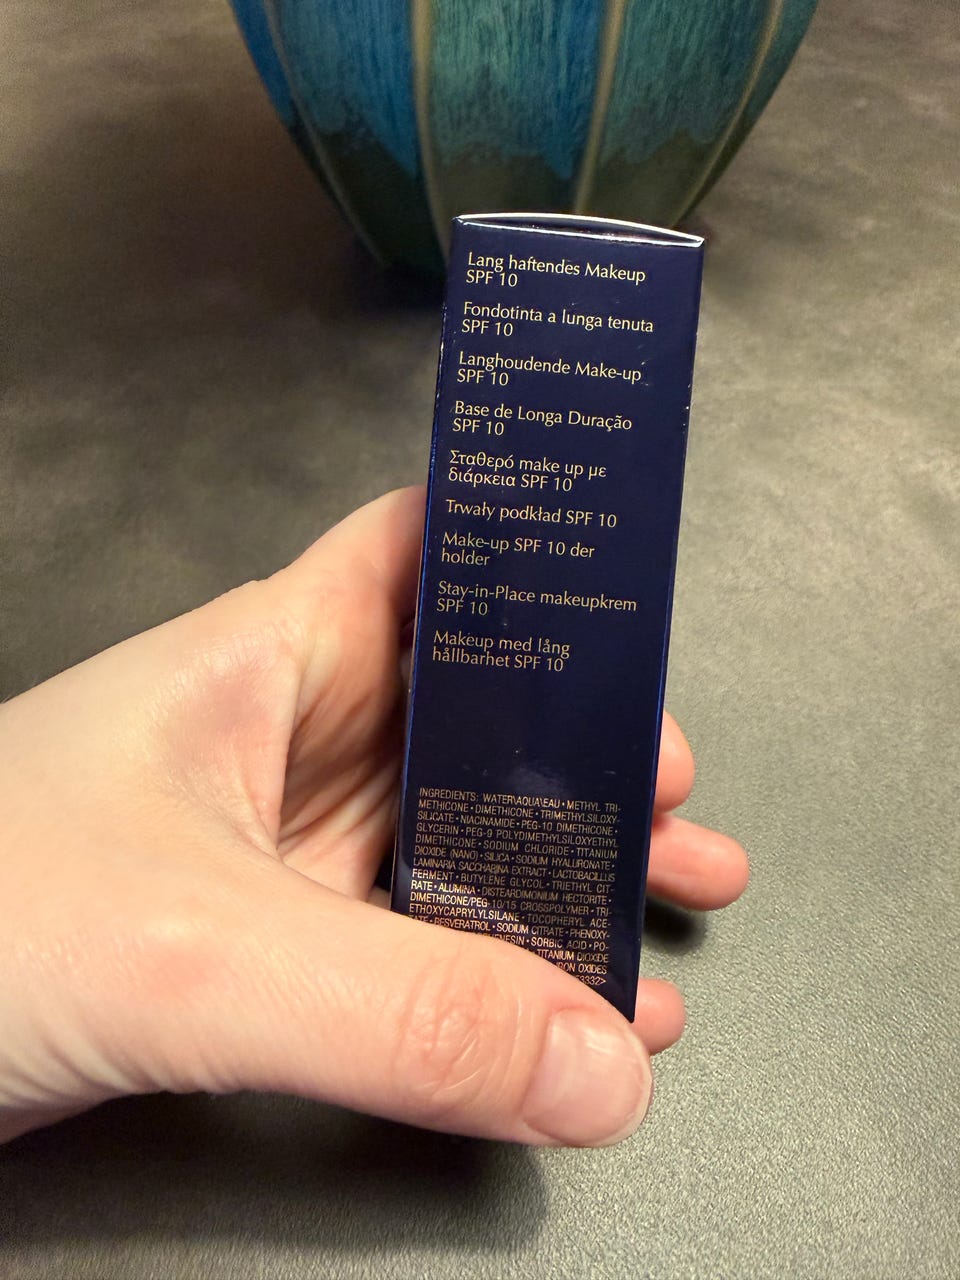 Lang haftendes Makeup
SPF 10
Fondotinta a lunga tenuta
SPF 10
Langhoudende Make-up
SPF 10
Base de Longa Duração
SPF 10
Σταθερό make up με
διάρκεια SPF 10
Trwały podkład SPF 10
Make-up SPF 10 der
holder
Stay-in-Place makeupkrem
SPF 10
Makeup med lång
hållbarhet SPF 10
INGREDIENTS: WATER\AQUA\EAU • METHYL TRI-
METHICONE • DIMETHICONE • TRIMETHYLSILOXY-
SILICATE • NIACINAMIDE • PEG-10 DIMETHICONE •
GLYCERIN • PEG-9 POLYDIMETHYLSILOXYETHYL
DIMETHICONE • SODIUM CHLORIDE • TITANIUM
DIOXIDE (NANO) • SILICA • SODIUM HYALURONATE •
LAMINARIA SACCHARINA EXTRACT • LACTOBACILLUS
FERMENT • BUTYLENE GLYCOL • TRIETHYL CIT-
RATE • ALUMINA • DISTEARDIMONIUM HECTORITE •
DIMETHICONE/PEG-10/15 CROSSPOLYMER • TRI-
ETHOXYCAPRYLYLSILANE • TOCOPHERYL ACE-
TATE • RESVERATROL • SODIUM CITRATE • PHENOXY-
• SORBIC ACID • PO-
• TITANIUM DIOXIDE
IRON OXIDES